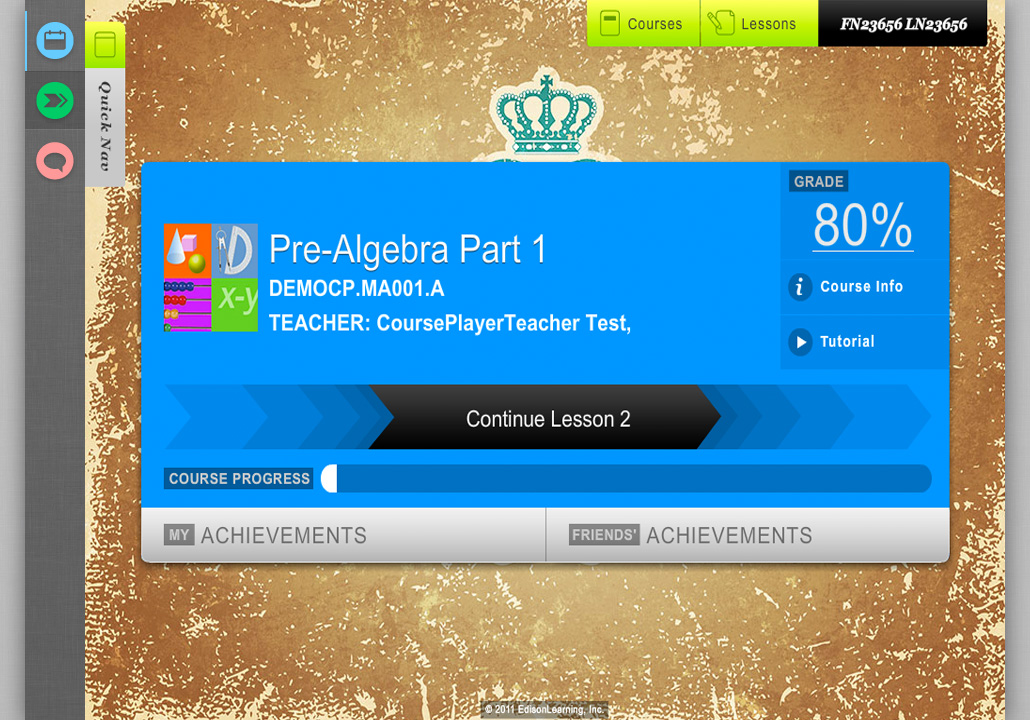 Courses
Lessons
FN23656 LN23656
Quick Nav
GRADE
80%
Pre-Algebra Part 1
DEMOCP.MA001.A
TEACHER: CoursePlayerTeacher Test,
i Course Info
Tutorial
x-y
Continue Lesson 2
COURSE PROGRESS
MY ACHIEVEMENTS
FRIENDS' ACHIEVEMENTS
© 2011 EdisonLearning, Inc.